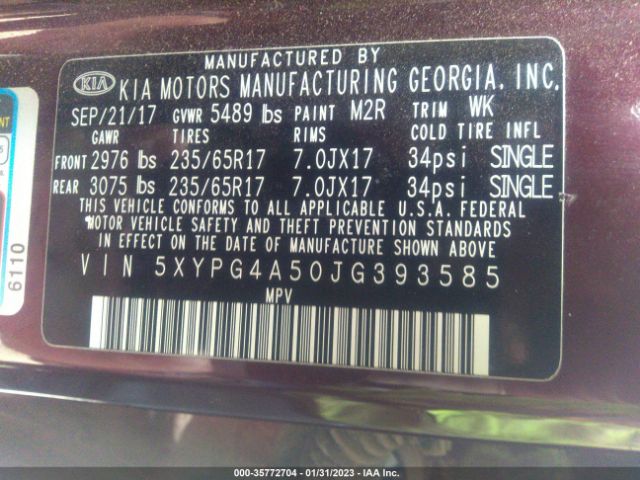 MANUFACTURED BY
KIA KIA MOTORS MANUFACTURING GEORGIA, INC.
SEP/21/17 GVWR 5489 lbs PAINT M2R TRIM WK
GAWR TIRES RIMS COLD TIRE INFL
FRONT 2976 lbs 235/65R17 7.0JX17 34psi SINGLE
REAR 3075 lbs 235/65R17 7.0JX17 34psi SINGLE
THIS VEHICLE CONFORMS TO ALL APPLICABLE U.S.A. FEDERAL
MOTOR VEHICLE SAFETY AND THEFT PREVENTION STANDARDS
IN EFFECT ON THE DATE OF MANUFACTURE SHOWN ABOVE
VIN 5XYPG4A50JG393585
MPV
6110
000-35772704 - 01/31/2023 - IAA Inc.